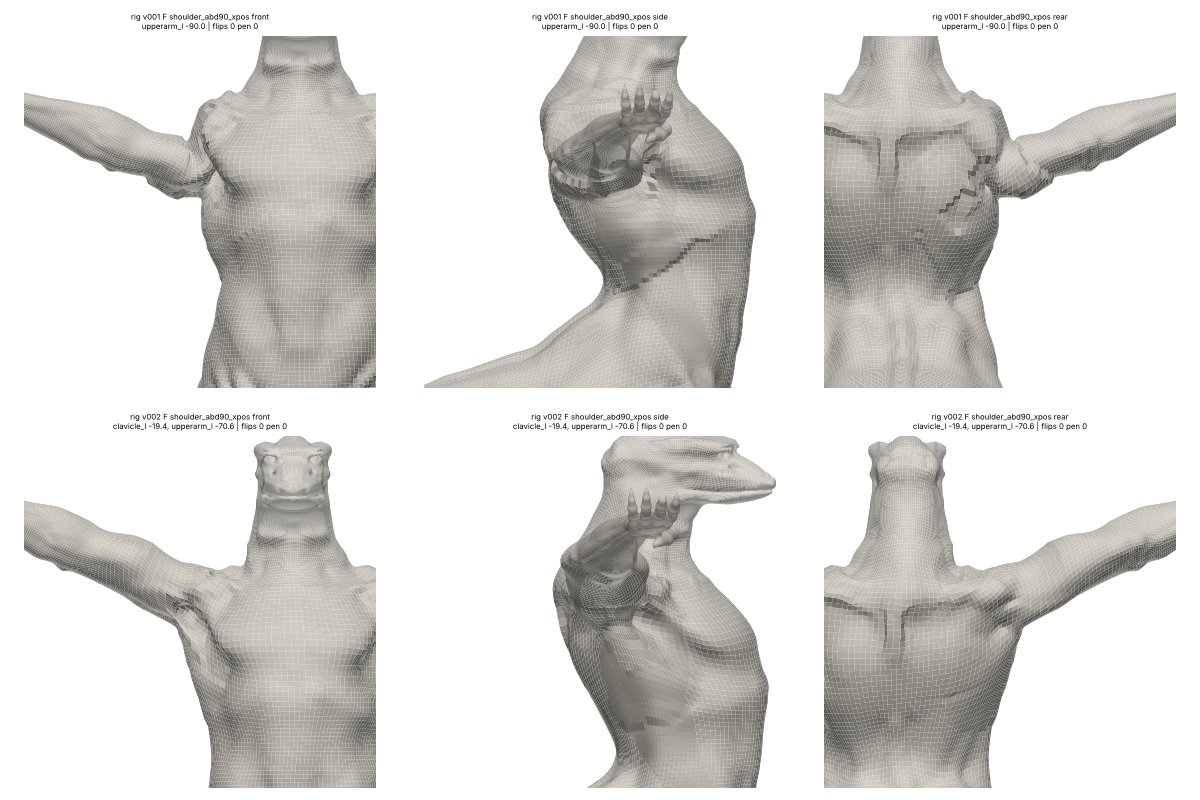 rig v001 F shoulder_abd90_xpos front
upperarm_l -90.0 | flips 0 pen 0
rig v001 F shoulder_abd90_xpos side
upperarm_l -90.0 | flips 0 pen 0
rig v001 F shoulder_abd90_xpos rear
upperarm_l -90.0 | flips 0 pen 0
rig v002 F shoulder_abd90_xpos front
clavicle_l -19.4, upperarm_l -70.6 | flips 0 pen 0
rig v002 F shoulder_abd90_xpos side
clavicle_l -19.4, upperarm_l -70.6 | flips 0 pen 0
rig v002 F shoulder_abd90_xpos rear
clavicle_l -19.4, upperarm_l -70.6 | flips 0 pen 0